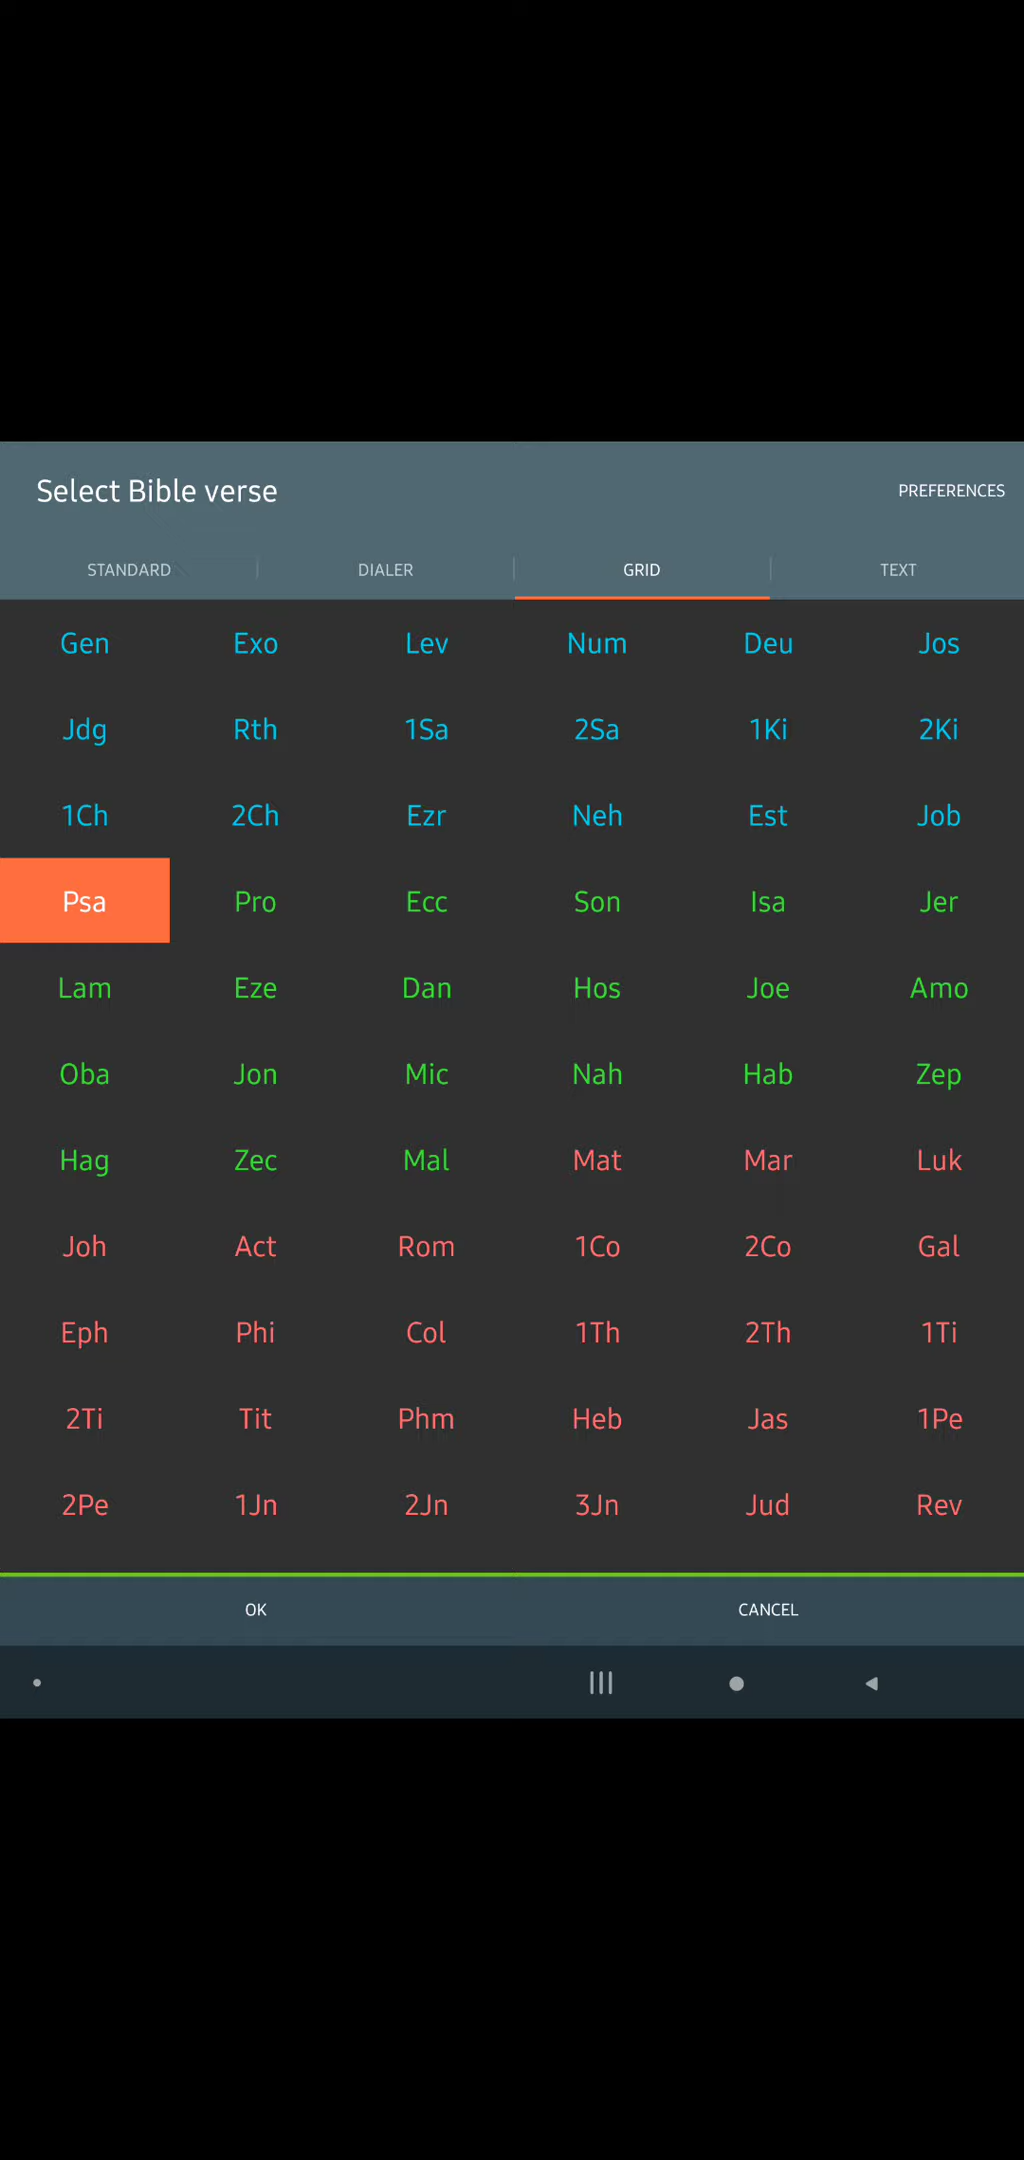 Select Bible verse PREFERENCES
STANDARD DIALER GRID TEXT
Gen Exo Lev Num Deu Jos
Jdg Rth 1Sa 2Sa 1Ki 2Ki
1Ch 2Ch Ezr Neh Est Job
Psa Pro Ecc Son Isa Jer
Lam Eze Dan Hos Joe Amo
Oba Jon Mic Nah Hab Zep
Hag Zec Mal Mat Mar Luk
Joh Act Rom 1Co 2Co Gal
Eph Phi Col 1Th 2Th 1Ti
2Ti Tit Phm Heb Jas 1Pe
2Pe 1Jn 2Jn 3Jn Jud Rev
OK CANCEL